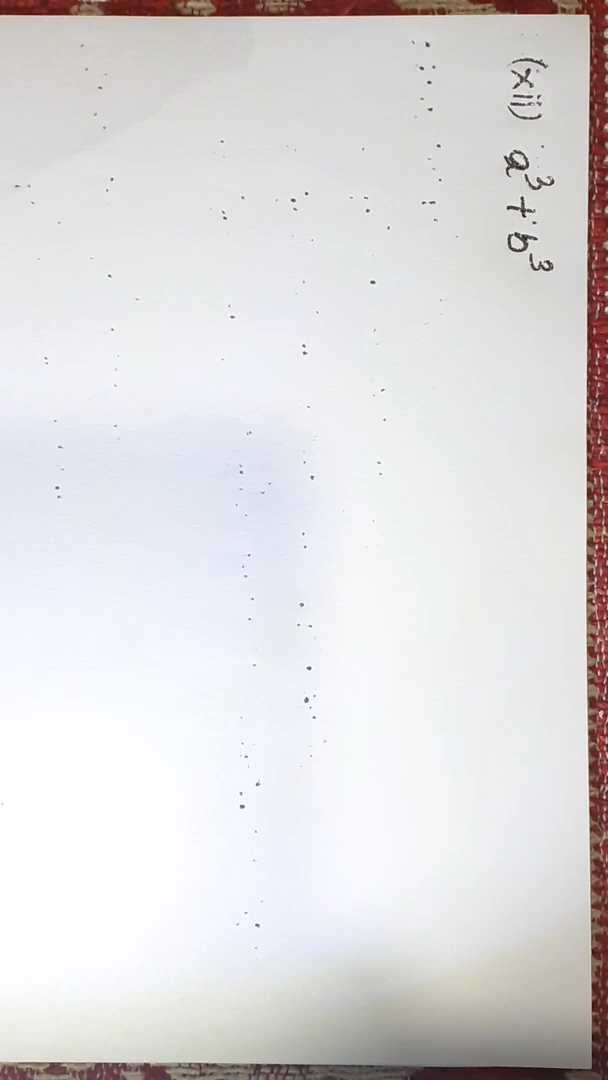 (xii) a³ + b³